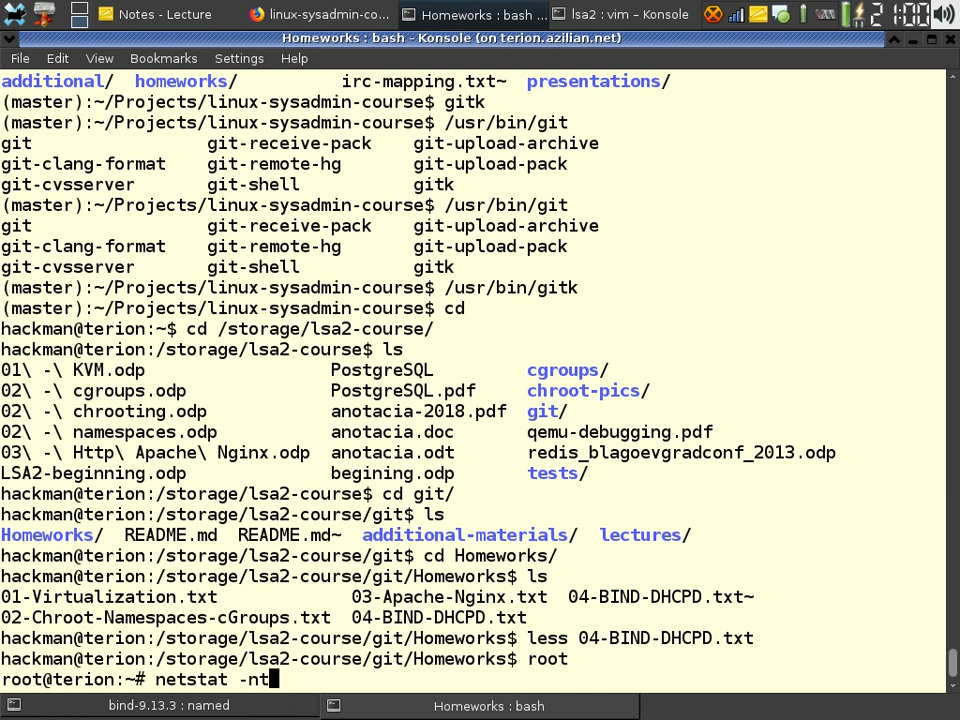 Notes - Lecture
linux-sysadmin-co...
Homeworks : bash ...
lsa2 : vim – Konsole
2
1:00
Homeworks : bash – Konsole (on terion.azilian.net)
File Edit View Bookmarks Settings Help
additional/ homeworks/ irc-mapping.txt~ presentations/
(master):~/Projects/linux-sysadmin-course$ gitk
(master):~/Projects/linux-sysadmin-course$ /usr/bin/git
git git-receive-pack git-upload-archive
git-clang-format git-remote-hg git-upload-pack
git-cvsserver git-shell gitk
(master):~/Projects/linux-sysadmin-course$ /usr/bin/git
git git-receive-pack git-upload-archive
git-clang-format git-remote-hg git-upload-pack
git-cvsserver git-shell gitk
(master):~/Projects/linux-sysadmin-course$ /usr/bin/gitk
(master):~/Projects/linux-sysadmin-course$ cd
hackman@terion:~$ cd /storage/lsa2-course/
hackman@terion:/storage/lsa2-course$ ls
01\ -\ KVM.odp PostgreSQL cgroups/
02\ -\ cgroups.odp PostgreSQL.pdf chroot-pics/
02\ -\ chrooting.odp anotacia-2018.pdf git/
02\ -\ namespaces.odp anotacia.doc qemu-debugging.pdf
03\ -\ Http\ Apache\ Nginx.odp anotacia.odt redis_blagoevgradconf_2013.odp
LSA2-beginning.odp begining.odp tests/
hackman@terion:/storage/lsa2-course$ cd git/
hackman@terion:/storage/lsa2-course/git$ ls
Homeworks/ README.md README.md~ additional-materials/ lectures/
hackman@terion:/storage/lsa2-course/git$ cd Homeworks/
hackman@terion:/storage/lsa2-course/git/Homeworks$ ls
01-Virtualization.txt 03-Apache-Nginx.txt 04-BIND-DHCPD.txt~
02-Chroot-Namespaces-cGroups.txt 04-BIND-DHCPD.txt
hackman@terion:/storage/lsa2-course/git/Homeworks$ less 04-BIND-DHCPD.txt
hackman@terion:/storage/lsa2-course/git/Homeworks$ root
root@terion:~# netstat -nt
bind-9.13.3 : named
Homeworks : bash